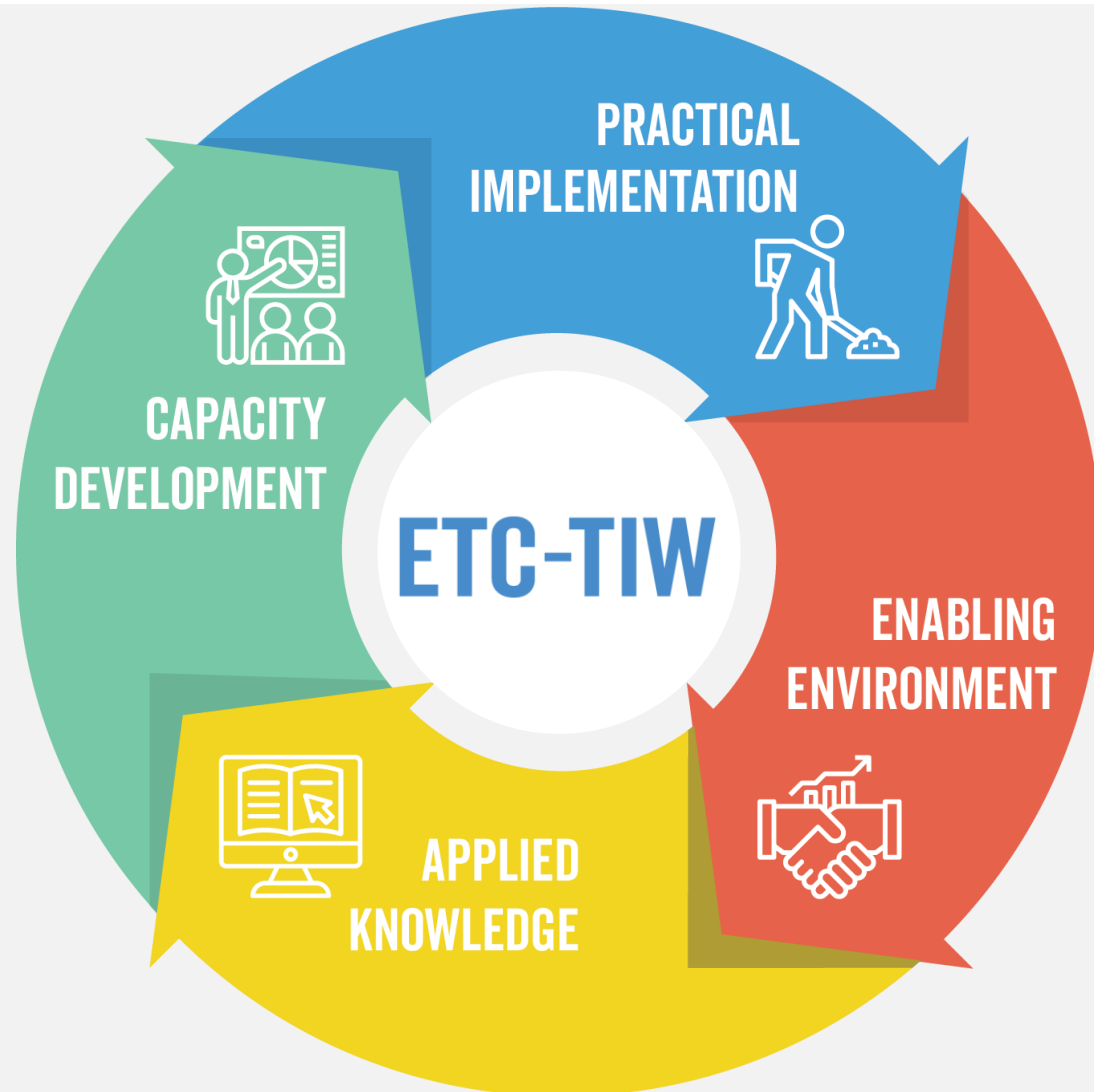 PRACTICAL
IMPLEMENTATION
CAPACITY
DEVELOPMENT
ETC-TIW
ENABLING
ENVIRONMENT
APPLIED
KNOWLEDGE